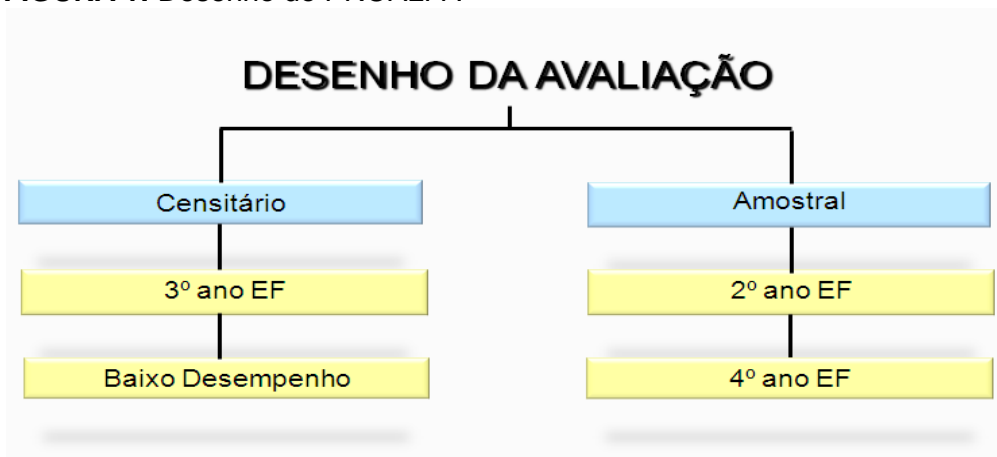 DESENHO DA AVALIAÇÃO
Censitário
Amostral
3º ano EF
2º ano EF
Baixo Desempenho
4º ano EF